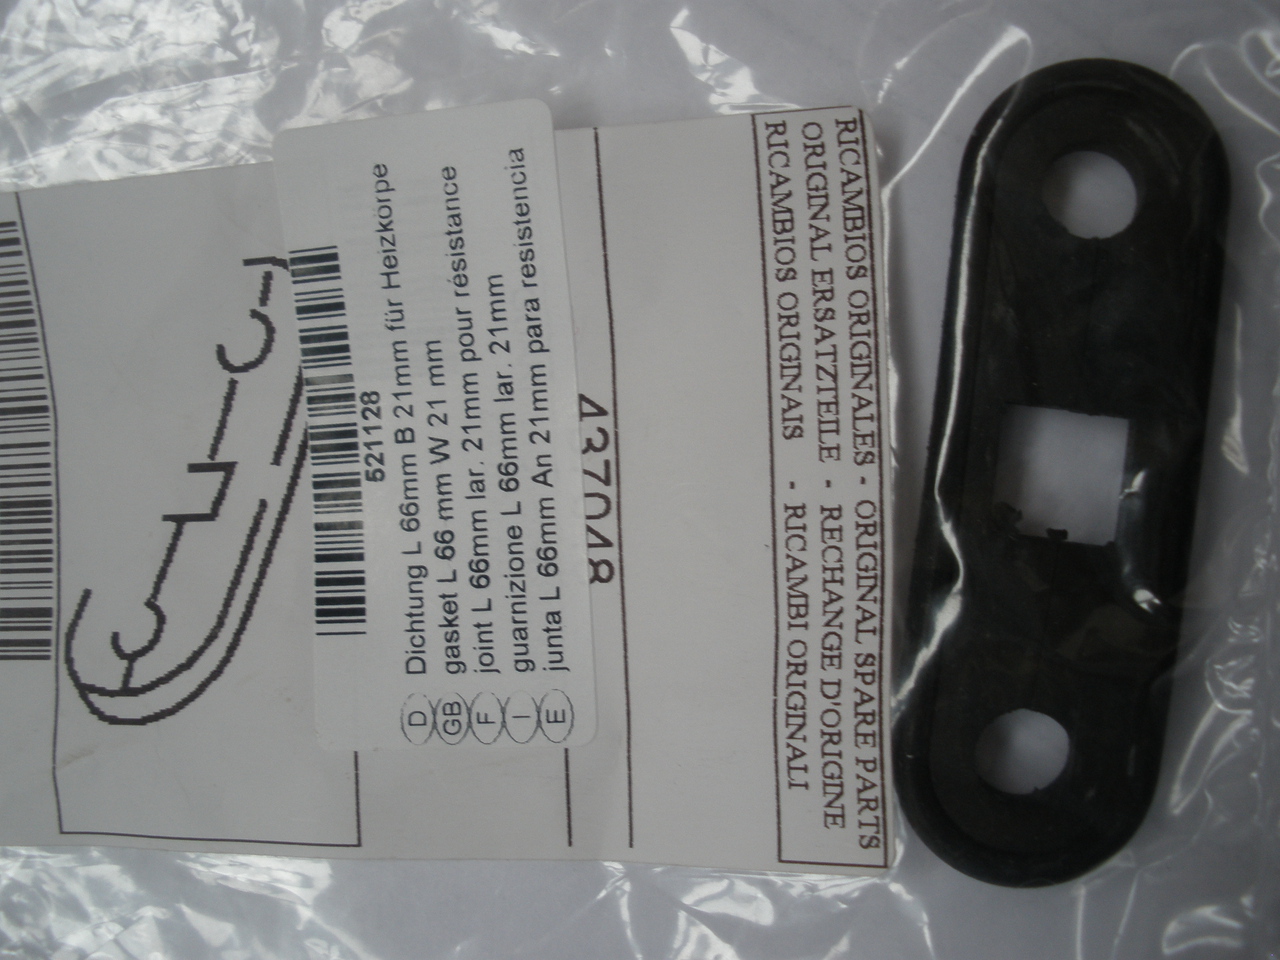 521128
D Dichtung L 66mm B 21mm für Heizkörpe
GB gasket L 66 mm W 21 mm
F joint L 66mm lar. 21mm pour résistance
I guarnizione L 66mm lar. 21mm
E junta L 66mm An 21mm para resistencia
RICAMBIOS ORIGINALES - ORIGINAL SPARE PARTS
ORIGINAL ERSATZTEILE - RECHANGE D'ORIGINE
RICAMBIOS ORIGINAIS - RICAMBI ORIGINALI